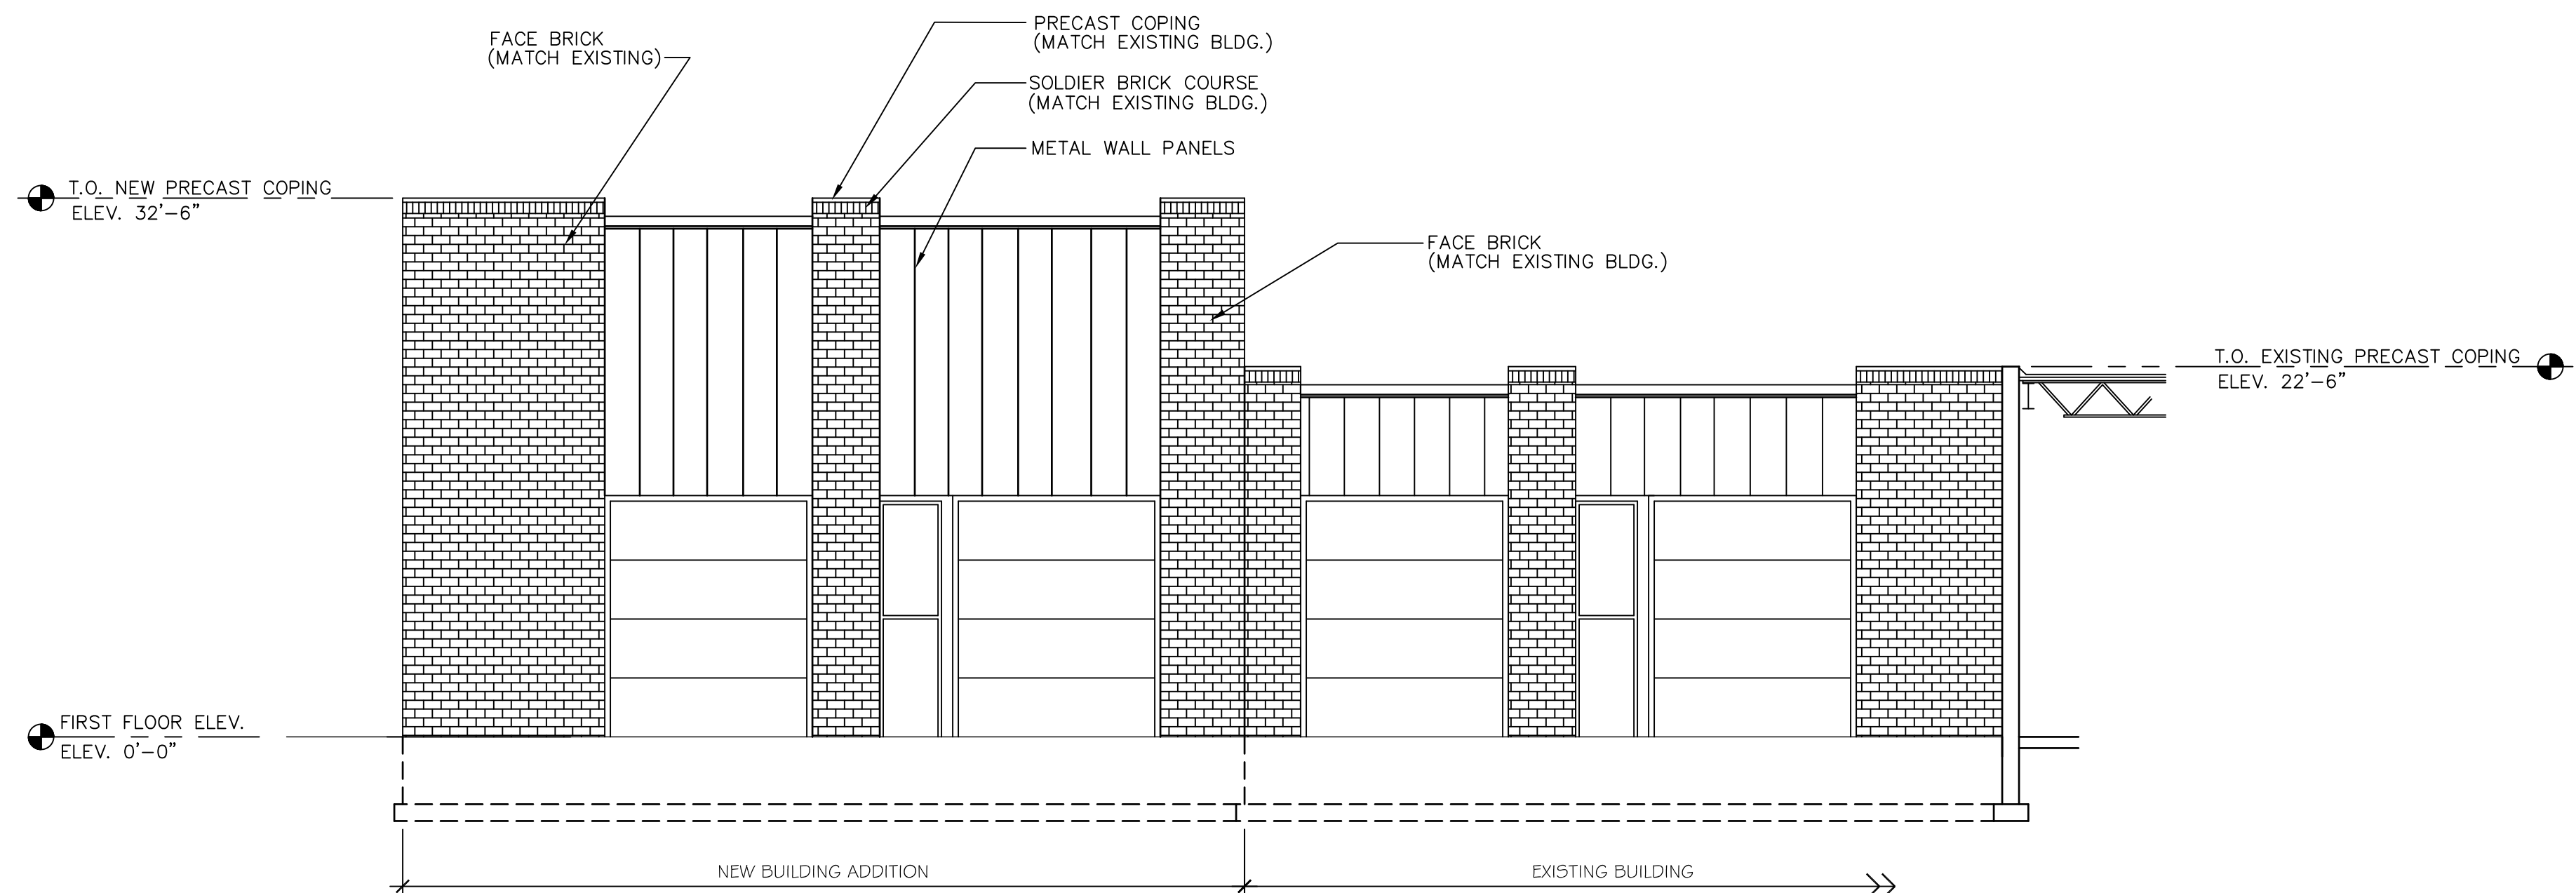 PRECAST COPING
(MATCH EXISTING BLDG.)
FACE BRICK
(MATCH EXISTING)
SOLDIER BRICK COURSE
(MATCH EXISTING BLDG.)
METAL WALL PANELS
T.O. NEW PRECAST COPING
ELEV. 32'-6"
FACE BRICK
(MATCH EXISTING BLDG.)
T.O. EXISTING PRECAST COPING
ELEV. 22'-6"
FIRST FLOOR ELEV.
ELEV. 0'-0"
NEW BUILDING ADDITION
EXISTING BUILDING